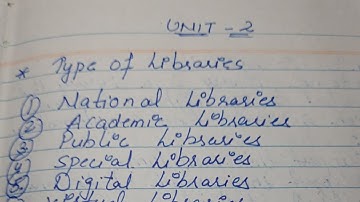 UNIT - 2
* Type of Libraries
① National Libraries
② Academic Libraries
③ Public Libraries
④ Special Libraries
⑤ Digital Libraries
Libraries